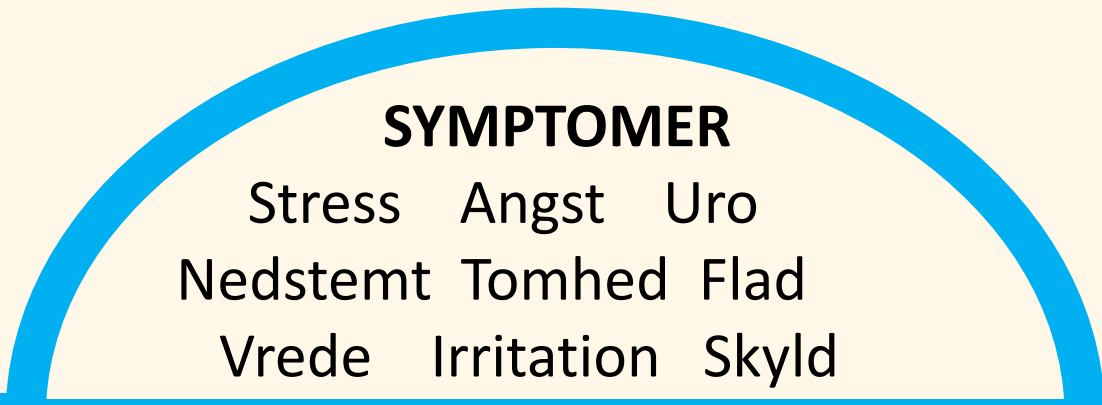 SYMPTOMER
Stress Angst Uro
Nedstemt Tomhed Flad
Vrede Irritation Skyld